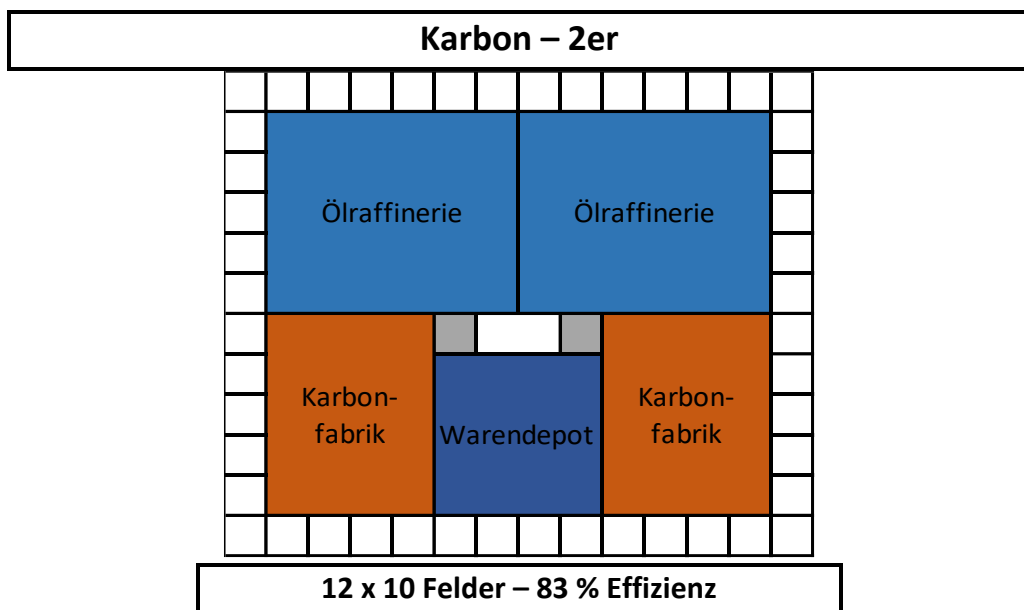 Karbon – 2er
Ölraffinerie Ölraffinerie
Karbon-
fabrik
Warendepot
Karbon-
fabrik
12 x 10 Felder – 83 % Effizienz